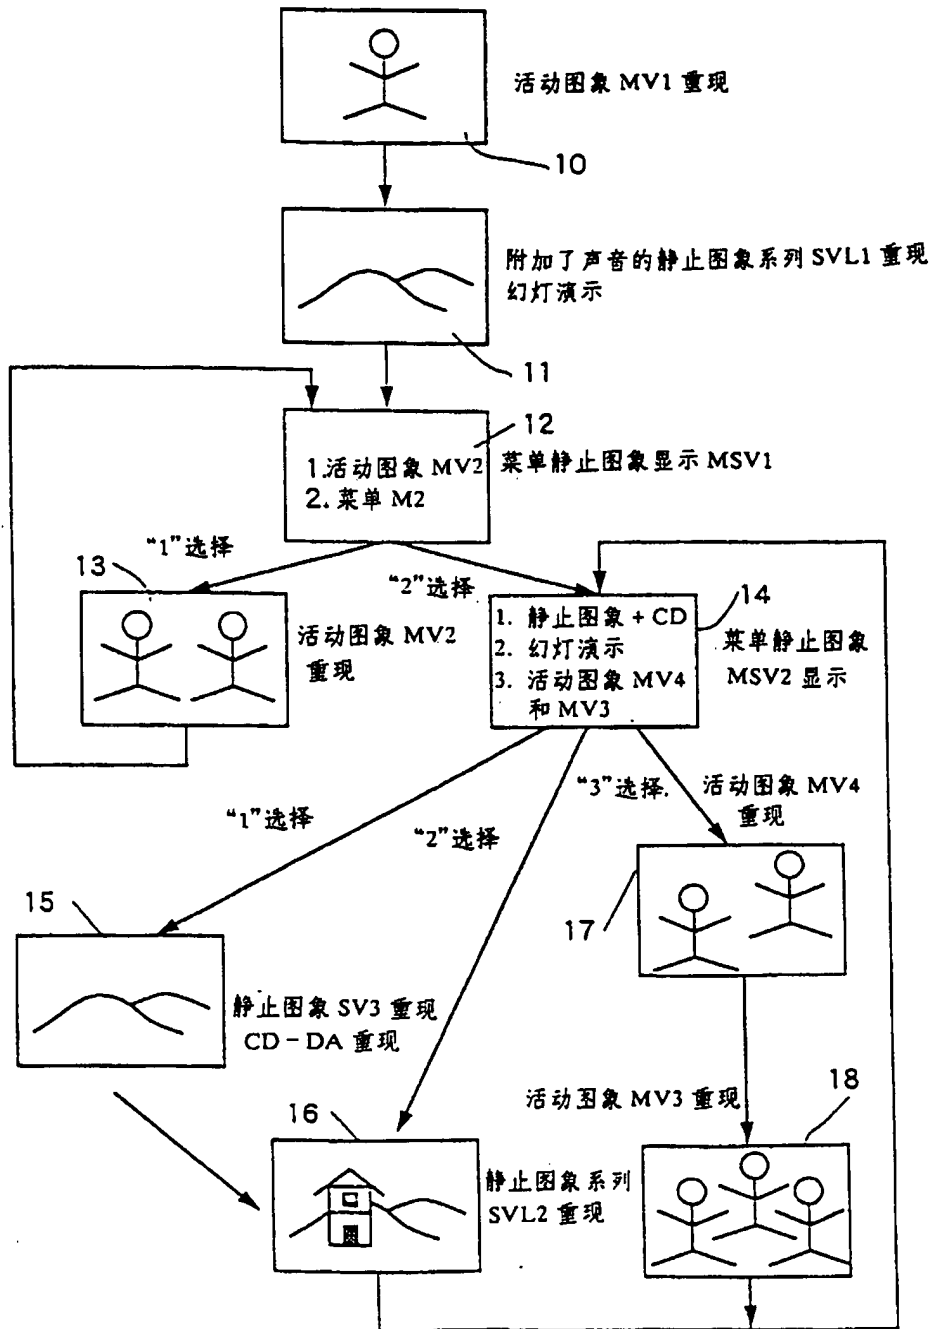 活动图象 MV1 重现
10
附加了声音的静止图象系列 SVL1 重现
幻灯演示
11
12
1.活动图象 MV2
2.菜单 M2
菜单静止图象显示 MSV1
“1”选择
13
“2”选择
活动图象 MV2
重现
14
1. 静止图象 + CD
2. 幻灯演示
3. 活动图象 MV4
和 MV3
菜单静止图象
MSV2 显示
“1”选择
“2”选择
“3”选择.
活动图象 MV4
重现
15
17
静止图象 SV3 重现
CD-DA 重现
活动图象 MV3 重现
18
16
静止图象系列
SVL2 重现